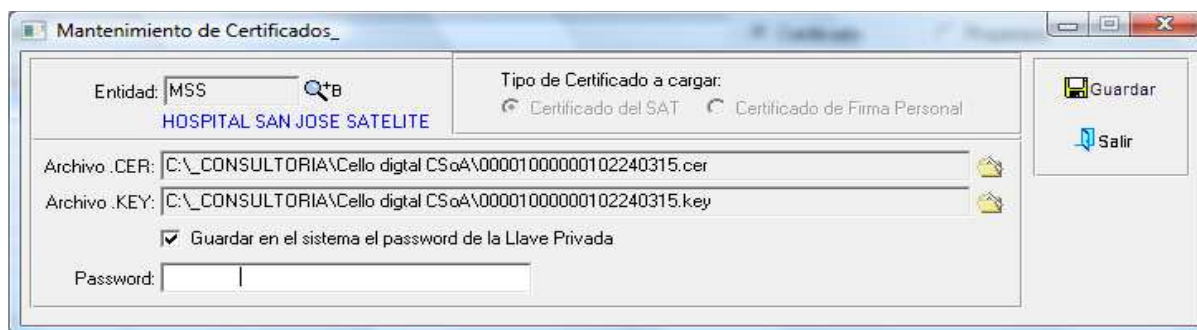 Mantenimiento de Certificados_
Entidad: MSS +B
HOSPITAL SAN JOSE SATELITE
Tipo de Certificado a cargar:
Certificado del SAT Certificado de Firma Personal
Guardar
Salir
Archivo .CER: C:\_CONSULTORIA\Cello digtal CSoA\00001000000102240315.cer
Archivo .KEY: C:\_CONSULTORIA\Cello digtal CSoA\00001000000102240315.key
Guardar en el sistema el password de la Llave Privada
Password: